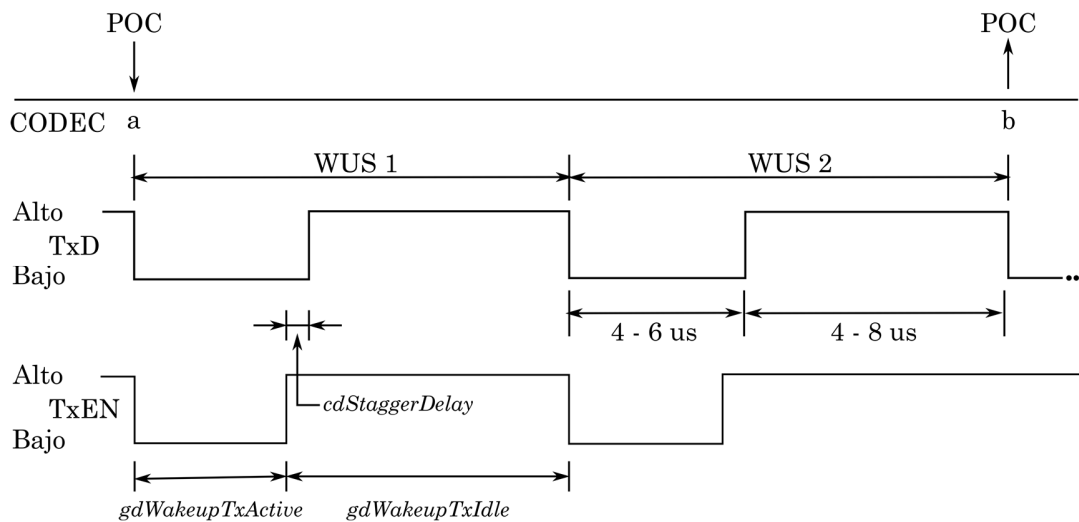 POC POC
CODEC a b
WUS 1 WUS 2
Alto
TxD
Bajo
4 - 6 us 4 - 8 us
Alto
TxEN
cdStaggerDelay
Bajo
gdWakeupTxActive gdWakeupTxIdle